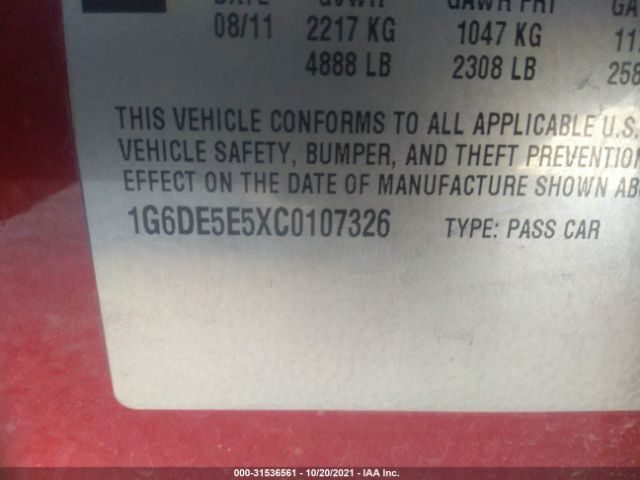 08/11 2217 KG 1047 KG
4888 LB 2308 LB 258
THIS VEHICLE CONFORMS TO ALL APPLICABLE U.S.
VEHICLE SAFETY, BUMPER, AND THEFT PREVENTION
EFFECT ON THE DATE OF MANUFACTURE SHOWN AB
1G6DE5E5XC0107326 TYPE: PASS CAR
000-31536561 - 10/20/2021 - IAA Inc.